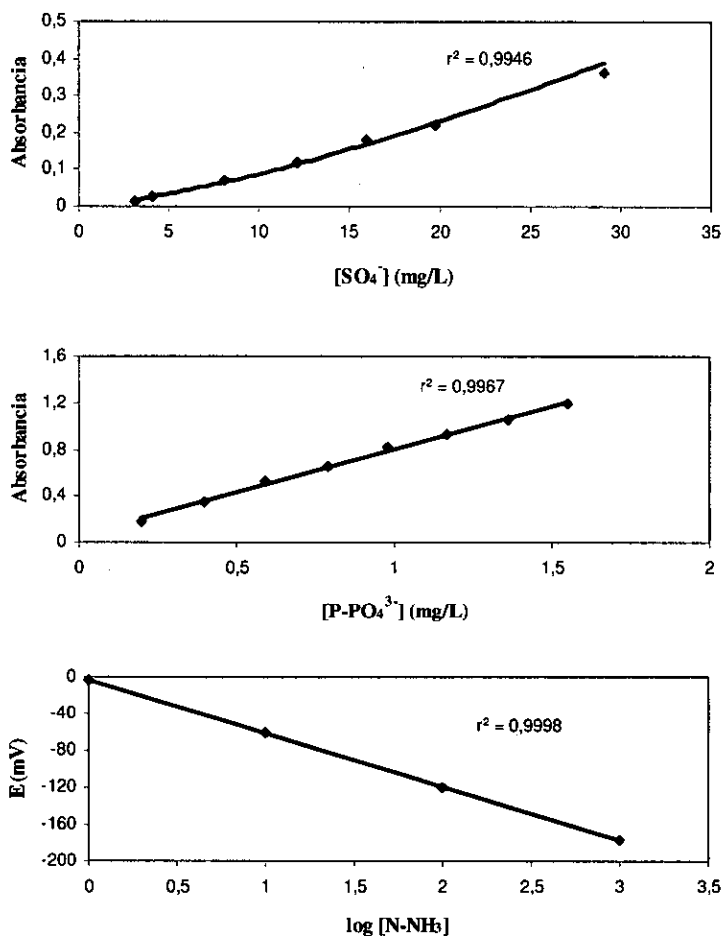 0,5
r² = 0,9946
0,4
0,3
Absorbancia
0,2
0,1
0
0 5 10 15 20 25 30 35
[SO₄⁻] (mg/L)
1,6
r² = 0,9967
1,2
Absorbancia
0,8
0,4
0
0 0,5 1 1,5 2
[P-PO₄³⁻] (mg/L)
0
-40
r² = 0,9998
-80
E (mV)
-120
-160
-200
0 0,5 1 1,5 2 2,5 3 3,5
log [N-NH₃]